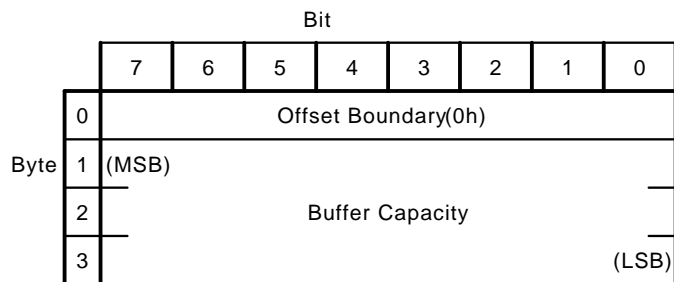 Bit
7 6 5 4 3 2 1 0
0 Offset Boundary(0h)
Byte 1 (MSB)
2 Buffer Capacity
3 (LSB)